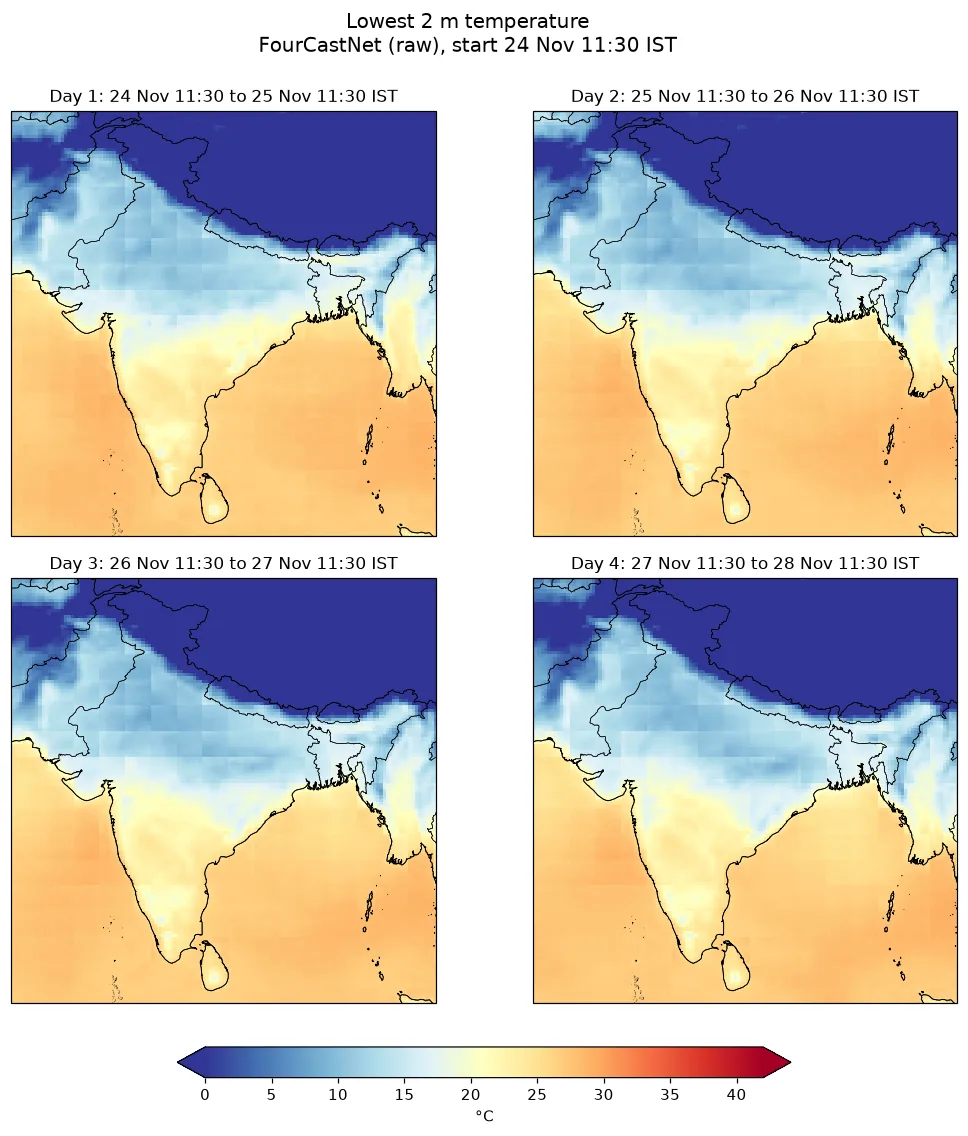 Lowest 2 m temperature
FourCastNet (raw), start 24 Nov 11:30 IST
Day 1: 24 Nov 11:30 to 25 Nov 11:30 IST
Day 2: 25 Nov 11:30 to 26 Nov 11:30 IST
Day 3: 26 Nov 11:30 to 27 Nov 11:30 IST
Day 4: 27 Nov 11:30 to 28 Nov 11:30 IST
0 5 10 15 20 25 30 35 40
°C